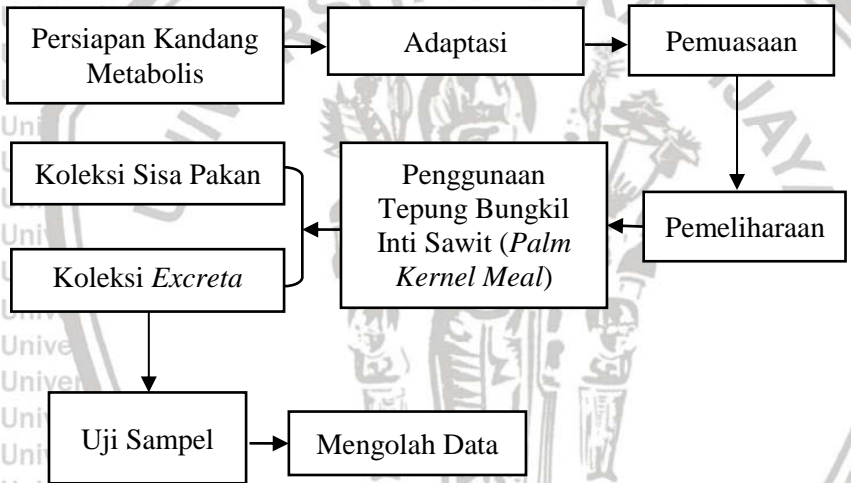 Persiapan Kandang
Metabolis
Adaptasi
Pemuasaan
Koleksi Sisa Pakan
Penggunaan
Tepung Bungkil
Inti Sawit (Palm
Kernel Meal)
Pemeliharaan
Koleksi Excreta
Uji Sampel
Mengolah Data